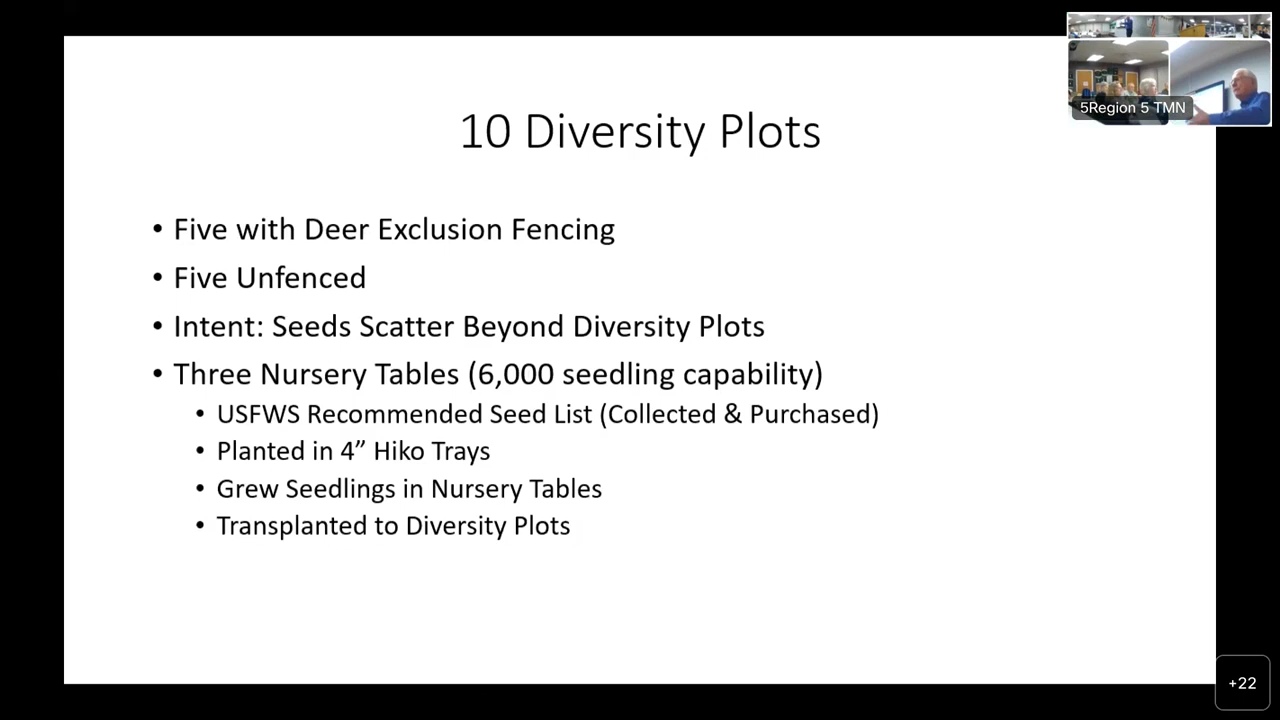 5Region 5 TMN
10 Diversity Plots
• Five with Deer Exclusion Fencing
• Five Unfenced
• Intent: Seeds Scatter Beyond Diversity Plots
• Three Nursery Tables (6,000 seedling capability)
• USFWS Recommended Seed List (Collected & Purchased)
• Planted in 4” Hiko Trays
• Grew Seedlings in Nursery Tables
• Transplanted to Diversity Plots
+22